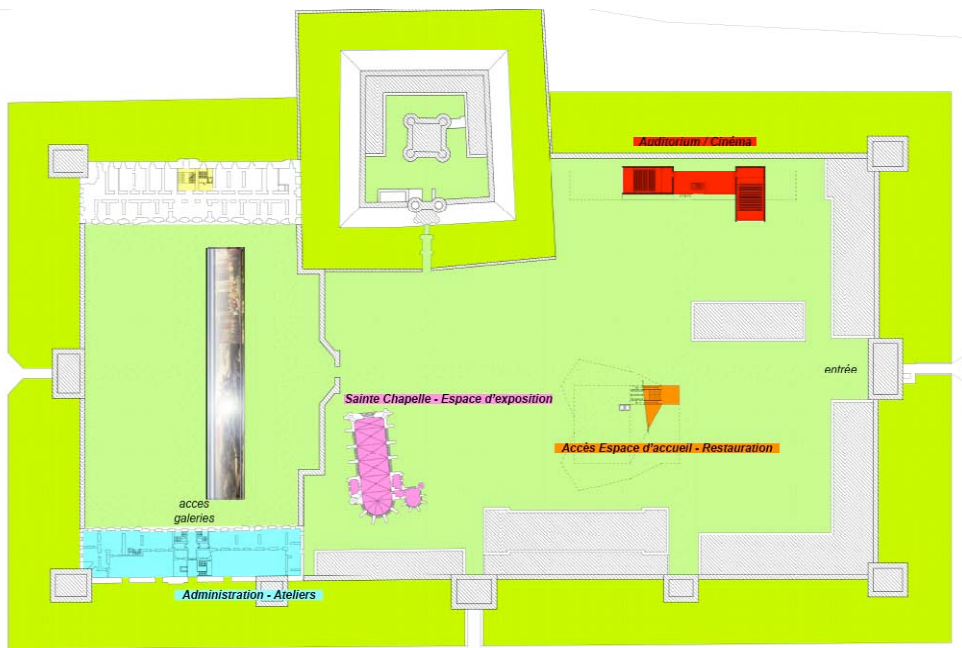 Auditorium / Cinéma
entrée
Sainte Chapelle - Espace d'exposition
Accès Espace d'accueil - Restauration
acces
galeries
Administration - Ateliers